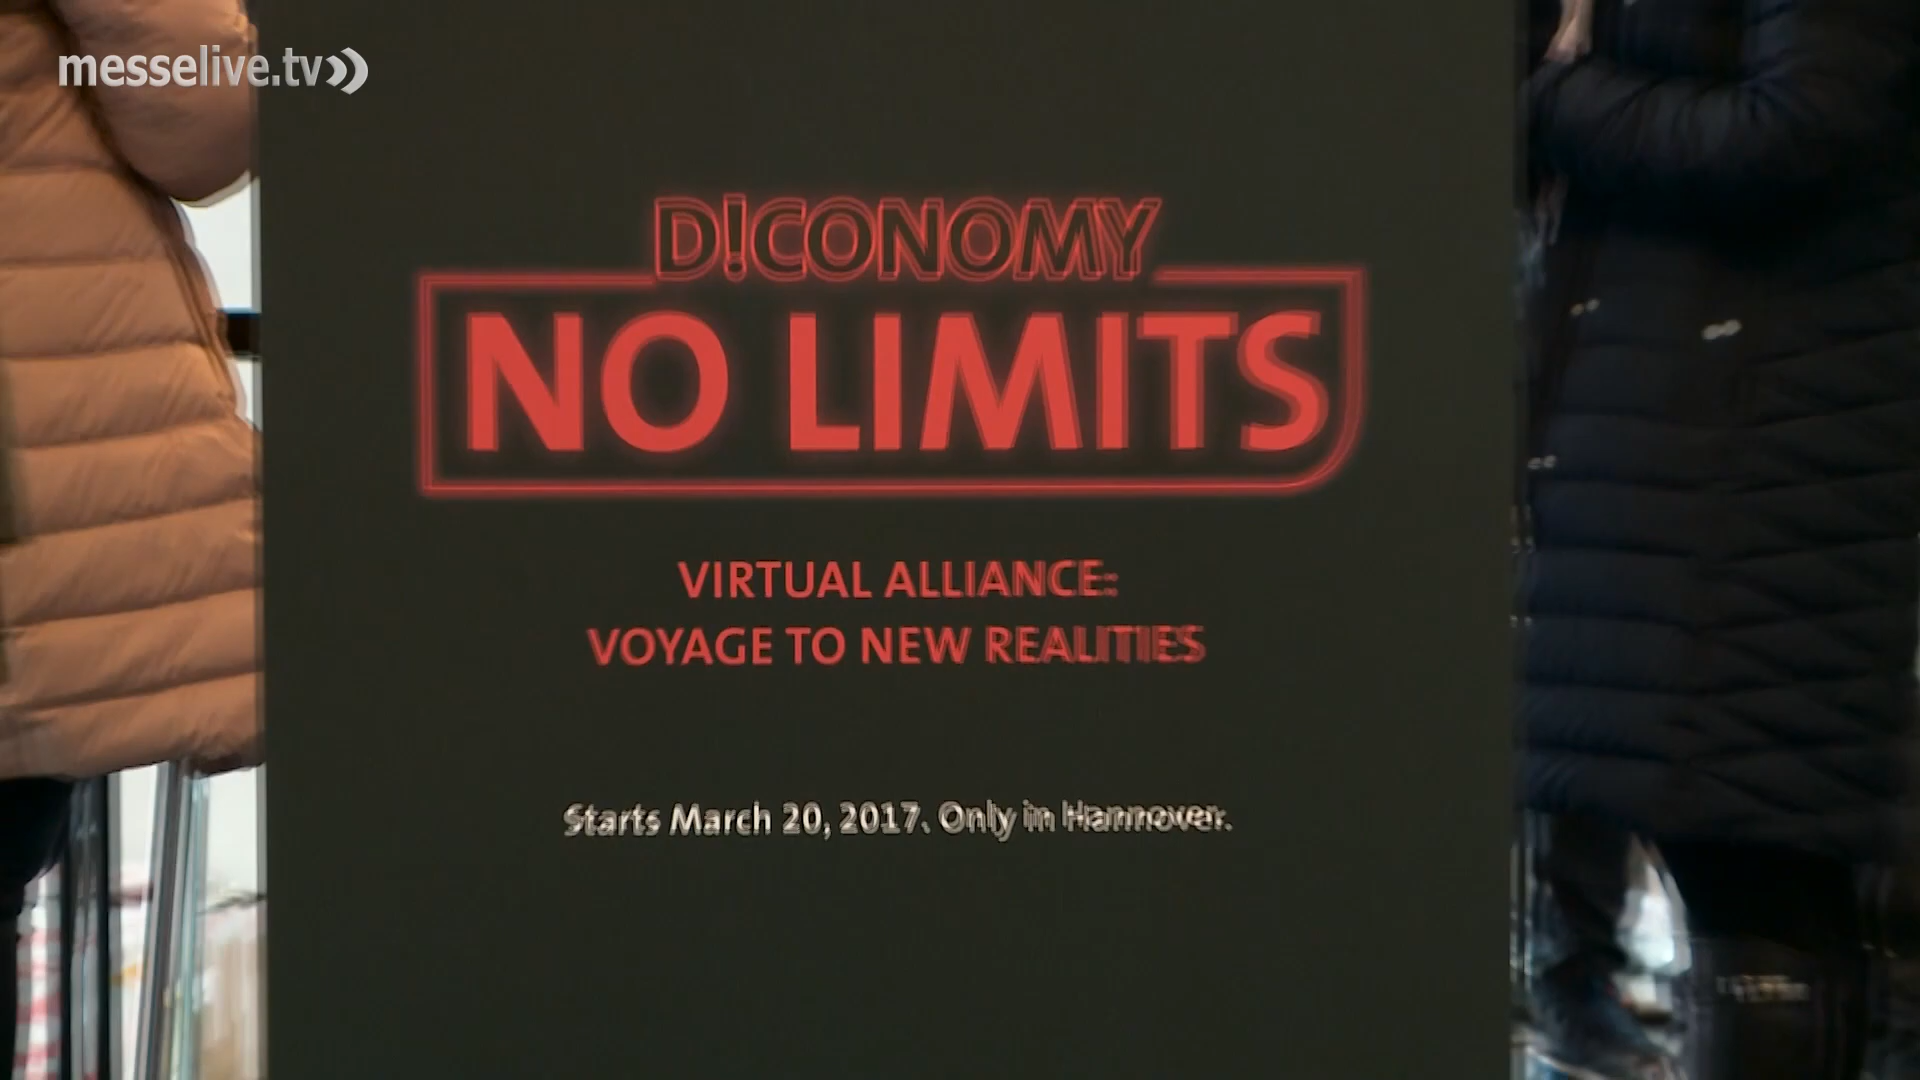 messelive.tv
D!CONOMY
NO LIMITS
VIRTUAL ALLIANCE:
VOYAGE TO NEW REALITIES
Starts March 20, 2017. Only in Hannover.